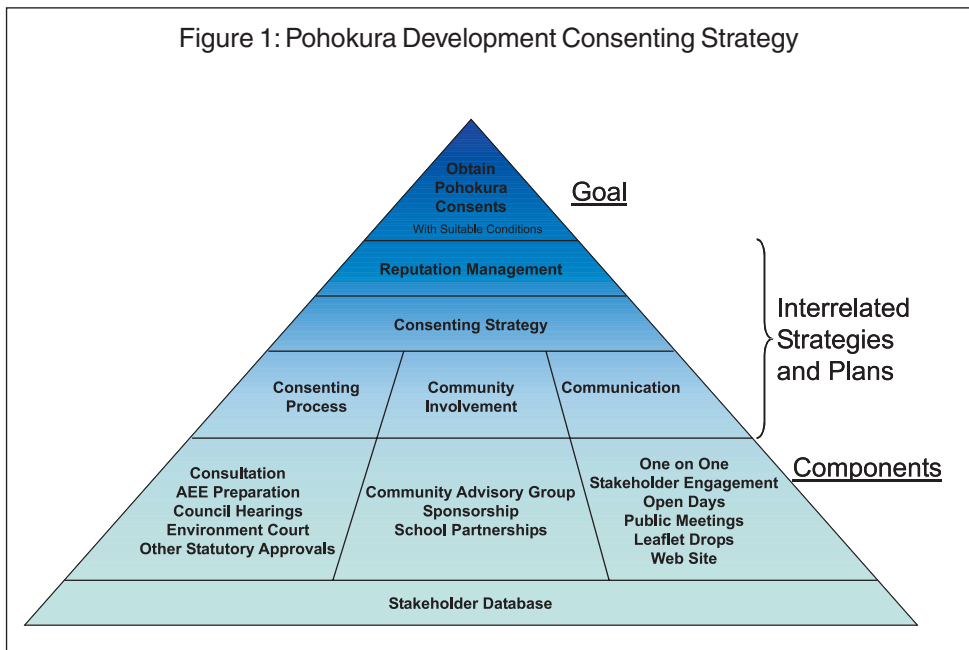 Figure 1: Pohokura Development Consenting Strategy
Obtain
Pohokura
Consents
With Suitable Conditions
Goal
Reputation Management
Consenting Strategy
Interrelated
Strategies
and Plans
Consenting
Process
Community
Involvement
Communication
Components
Consultation
AEE Preparation
Council Hearings
Environment Court
Other Statutory Approvals
Community Advisory Group
Sponsorship
School Partnerships
One on One
Stakeholder Engagement
Open Days
Public Meetings
Leaflet Drops
Web Site
Stakeholder Database